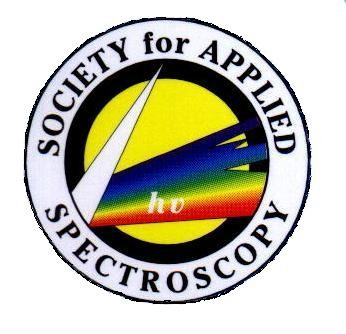 SOCIETY for APPLIED
SPECTROSCOPY
hν